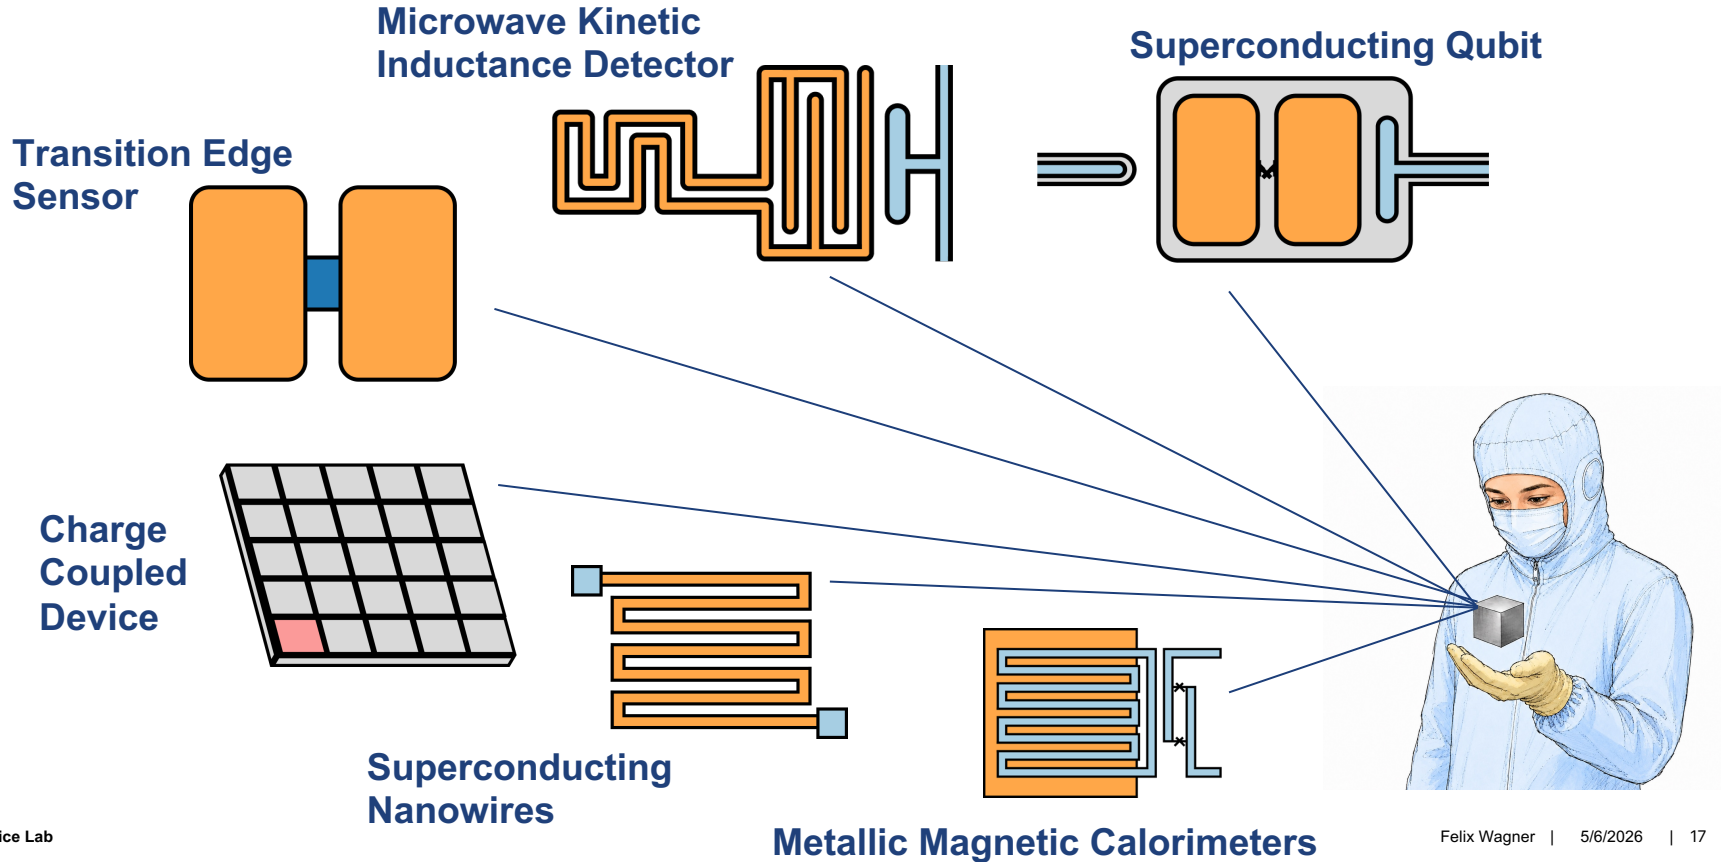 Microwave Kinetic
Inductance Detector
Superconducting Qubit
Transition Edge
Sensor
Charge
Coupled
Device
Superconducting
Nanowires
Metallic Magnetic Calorimeters
ice Lab
Felix Wagner | 5/6/2026 | 17